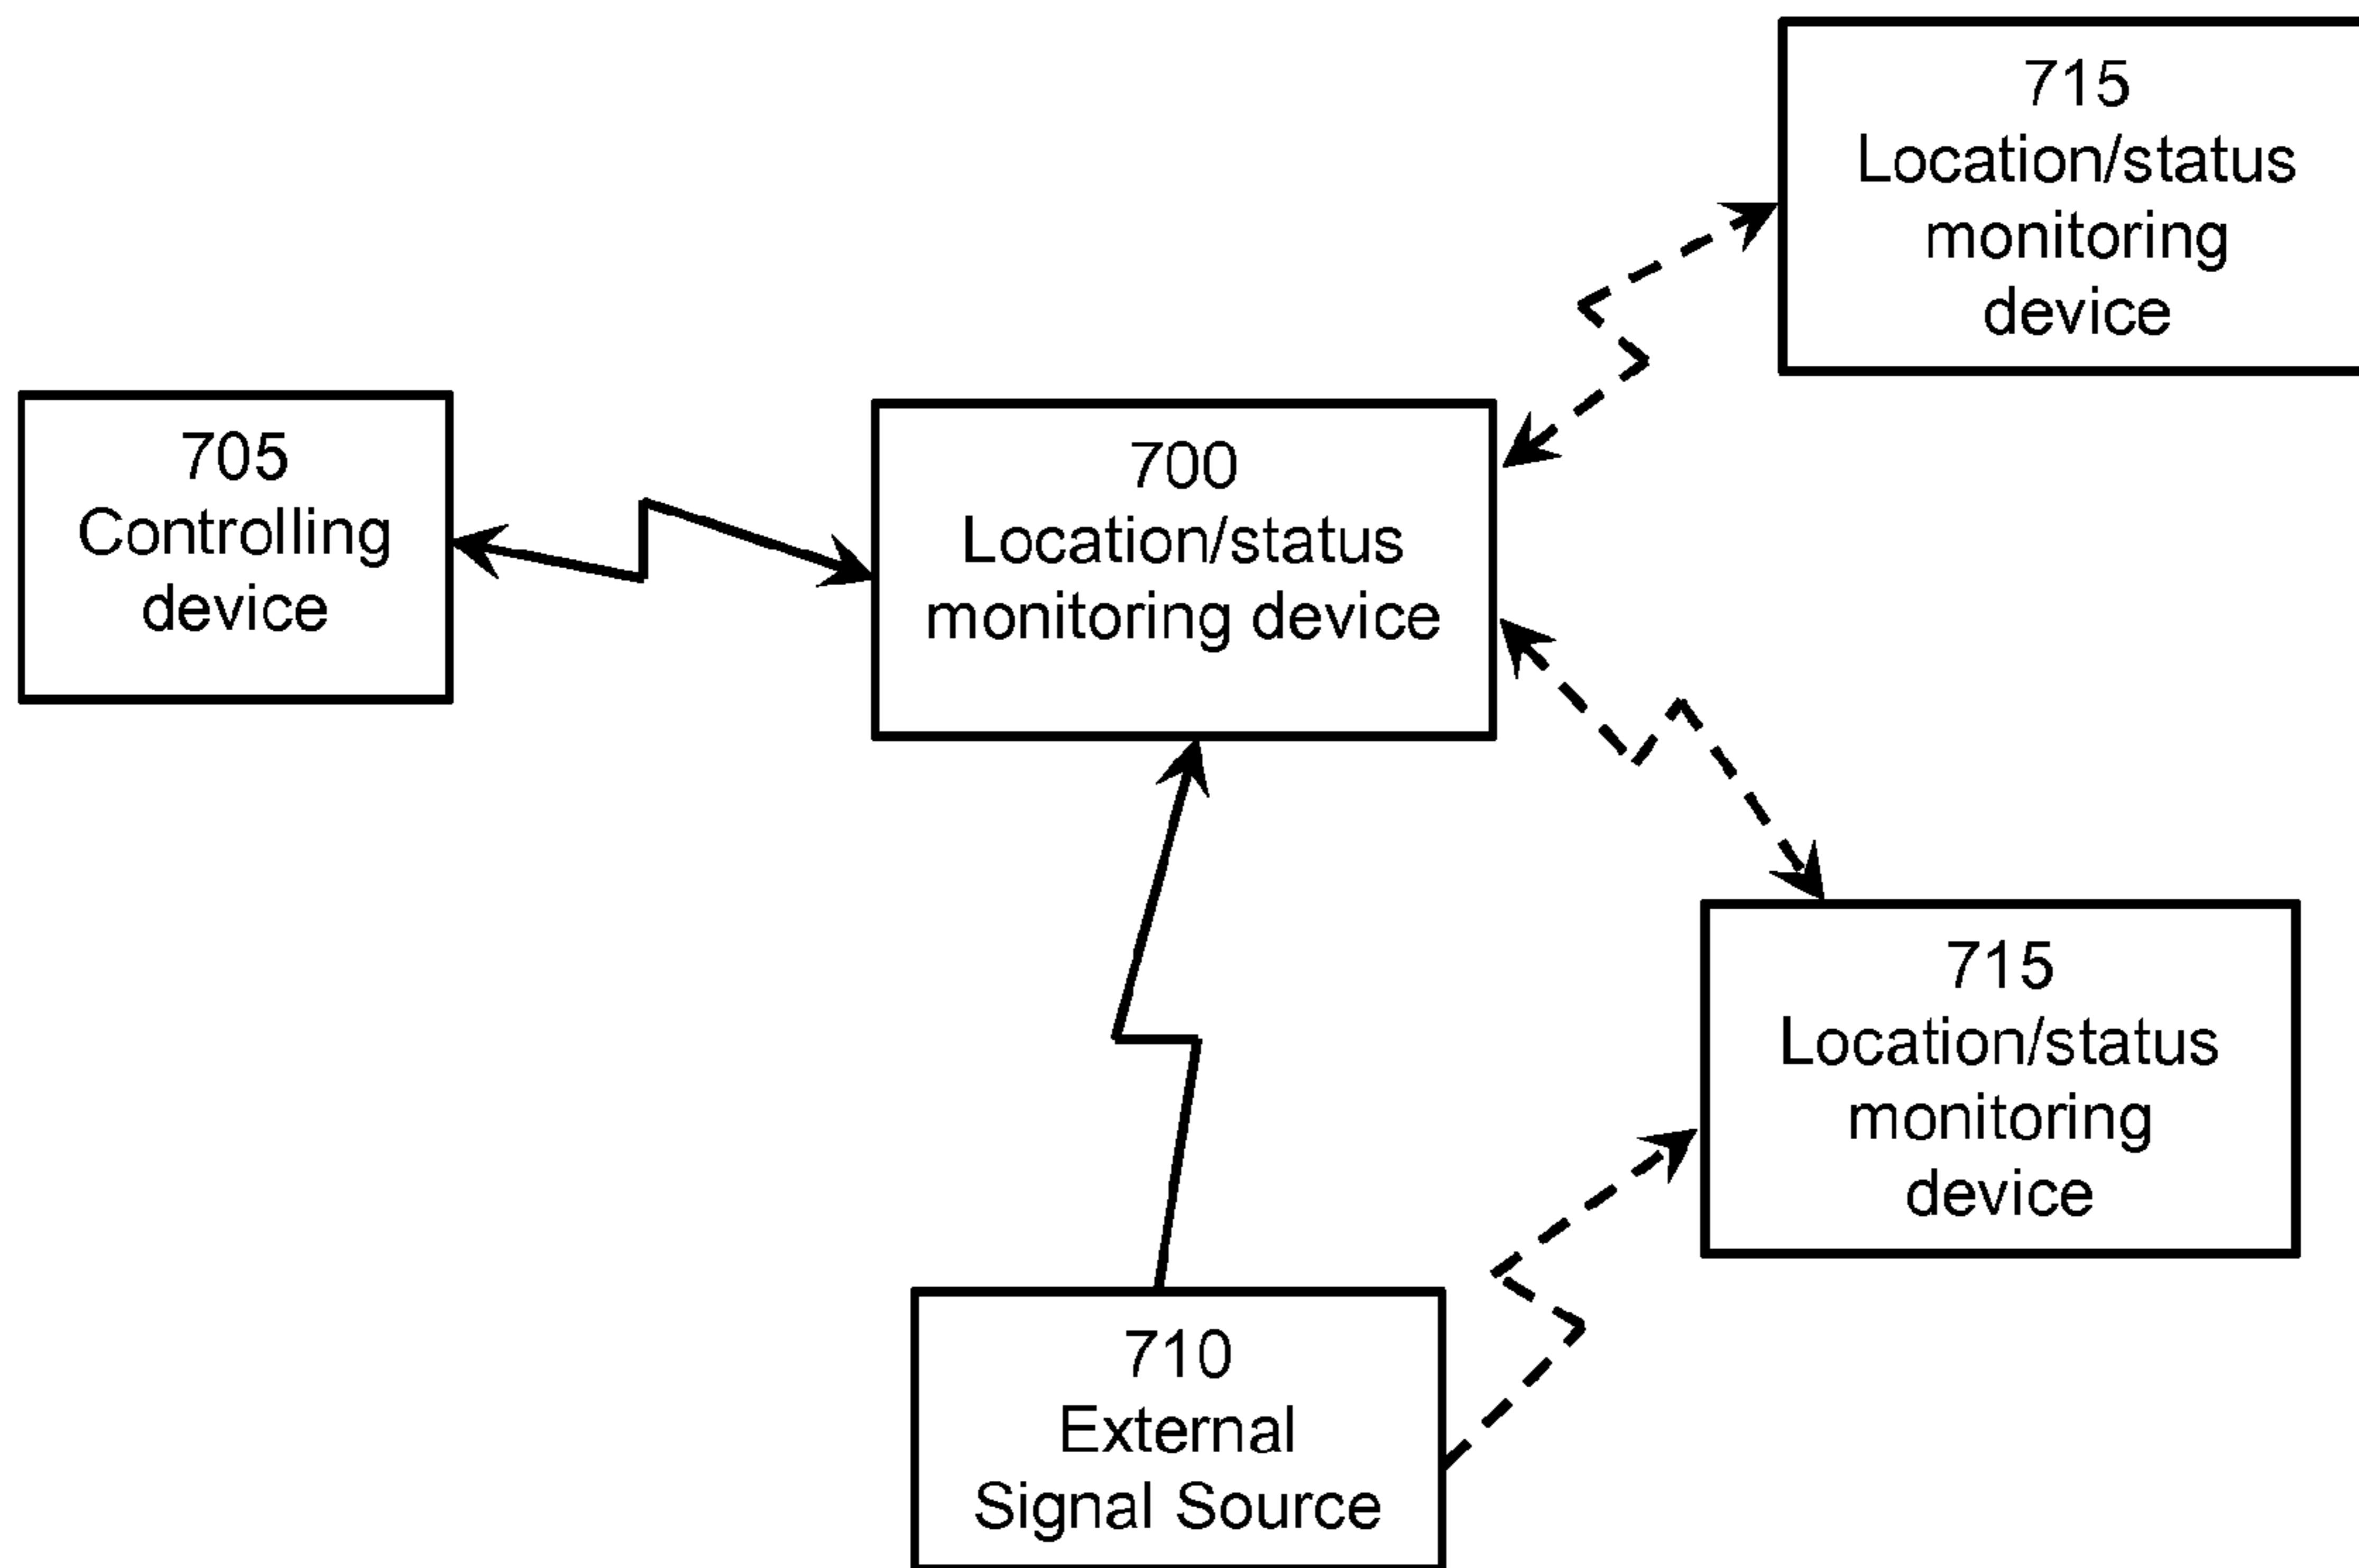 715
Location/status
monitoring
device
705
Controlling
device
700
Location/status
monitoring device
715
Location/status
monitoring
device
710
External
Signal Source